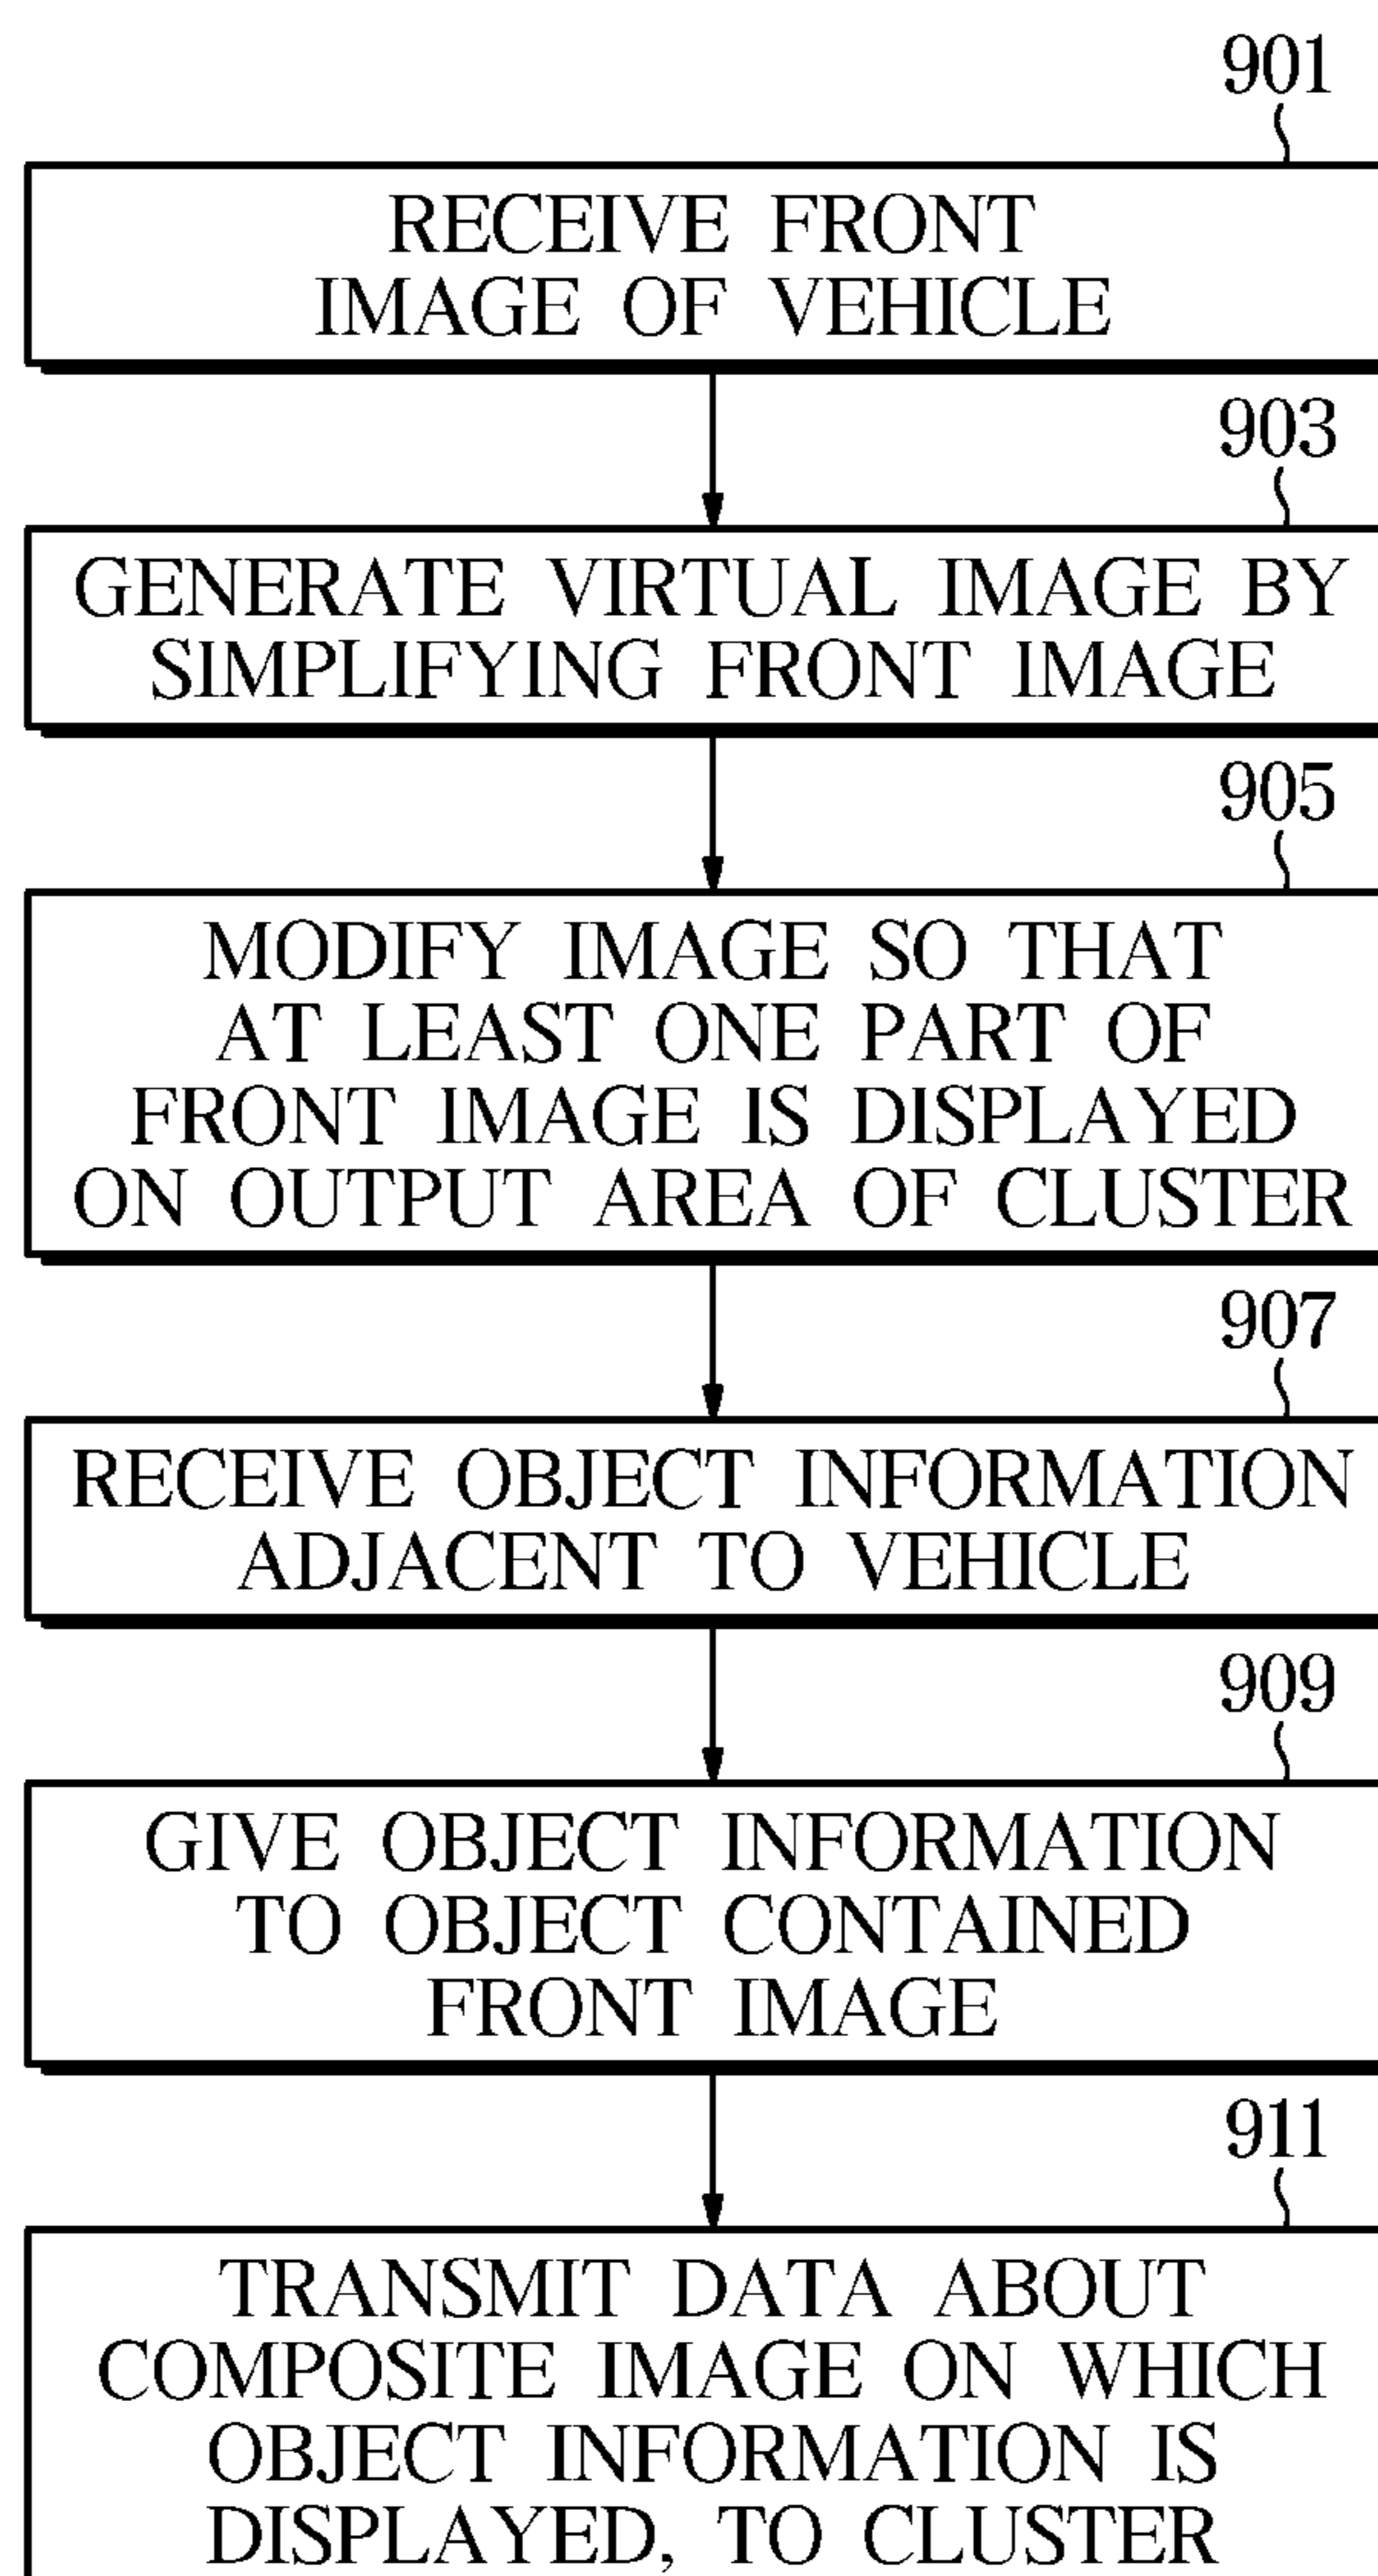 901
RECEIVE FRONT
IMAGE OF VEHICLE
903
GENERATE VIRTUAL IMAGE BY
SIMPLIFYING FRONT IMAGE
905
MODIFY IMAGE SO THAT
AT LEAST ONE PART OF
FRONT IMAGE IS DISPLAYED
ON OUTPUT AREA OF CLUSTER
907
RECEIVE OBJECT INFORMATION
ADJACENT TO VEHICLE
909
GIVE OBJECT INFORMATION
TO OBJECT CONTAINED
FRONT IMAGE
911
TRANSMIT DATA ABOUT
COMPOSITE IMAGE ON WHICH
OBJECT INFORMATION IS
DISPLAYED, TO CLUSTER